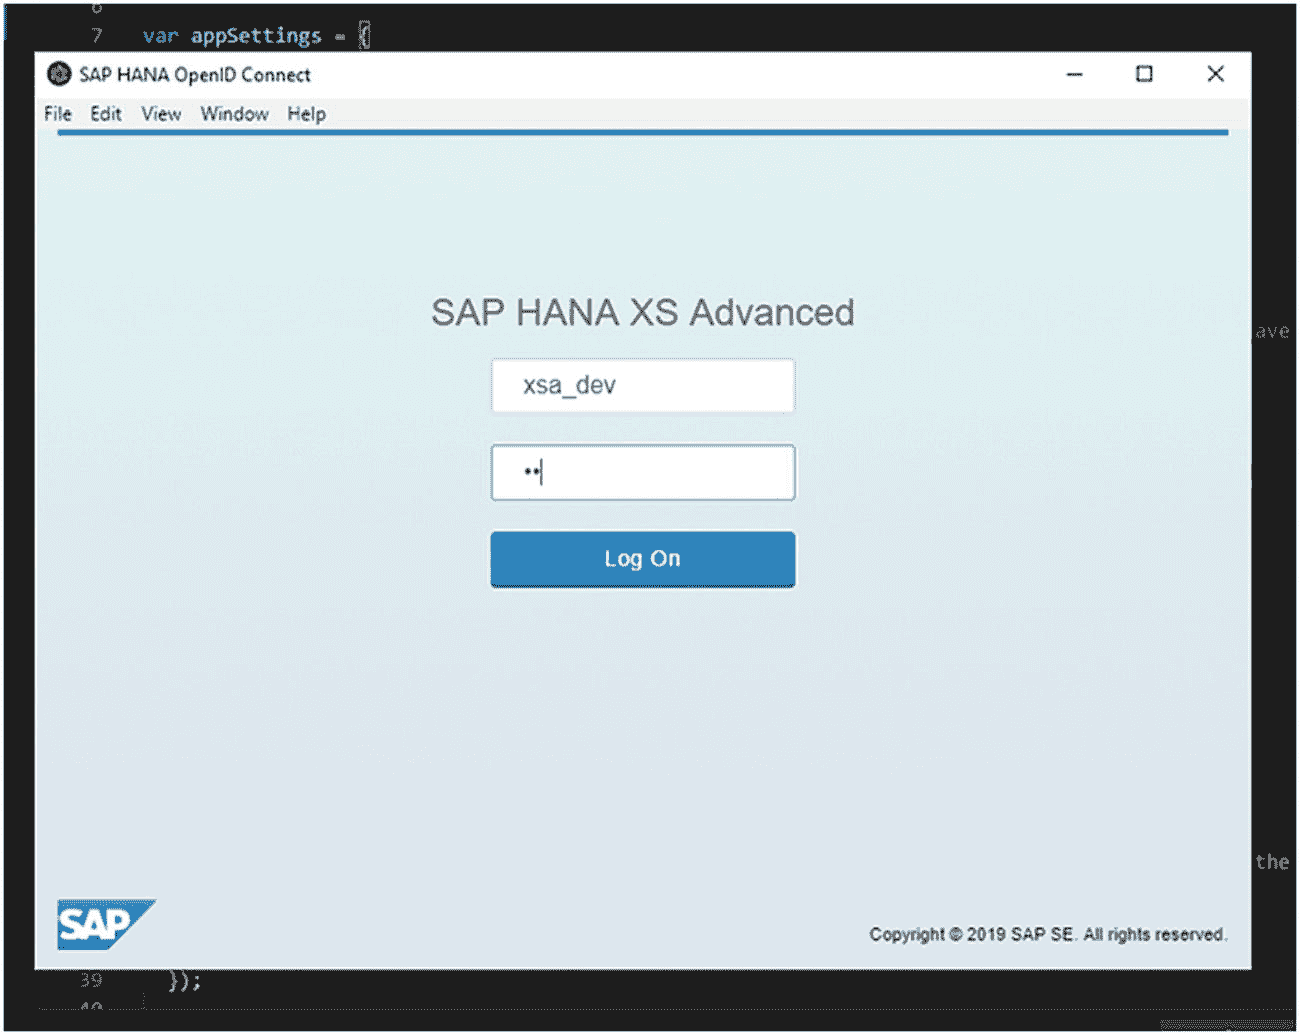 7 var appSettings = {
SAP HANA OpenID Connect
File Edit View Window Help
SAP HANA XS Advanced
ave
xsa_dev
••
Log On
the
SAP
Copyright © 2019 SAP SE. All rights reserved.
39 });